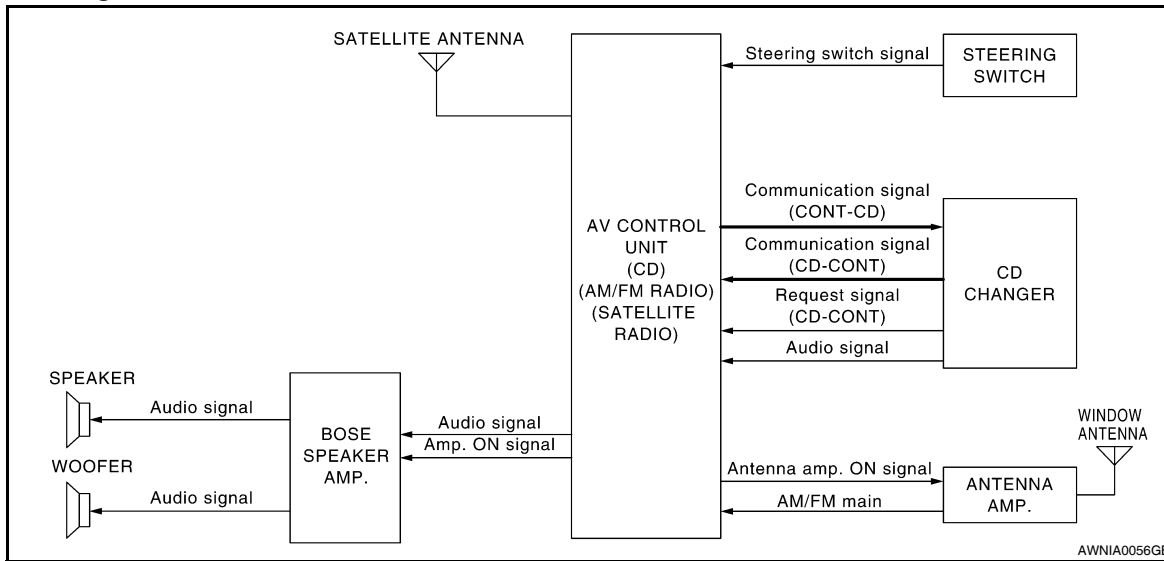 SATELLITE ANTENNA
Steering switch signal
STEERING
SWITCH
Communication signal
(CONT-CD)
Communication signal
(CD-CONT)
Request signal
(CD-CONT)
Audio signal
CD
CHANGER
AV CONTROL
UNIT
(CD)
(AM/FM RADIO)
(SATELLITE
RADIO)
SPEAKER
Audio signal
WOOFER
Audio signal
BOSE
SPEAKER
AMP.
Audio signal
Amp. ON signal
WINDOW
ANTENNA
Antenna amp. ON signal
AM/FM main
ANTENNA
AMP.